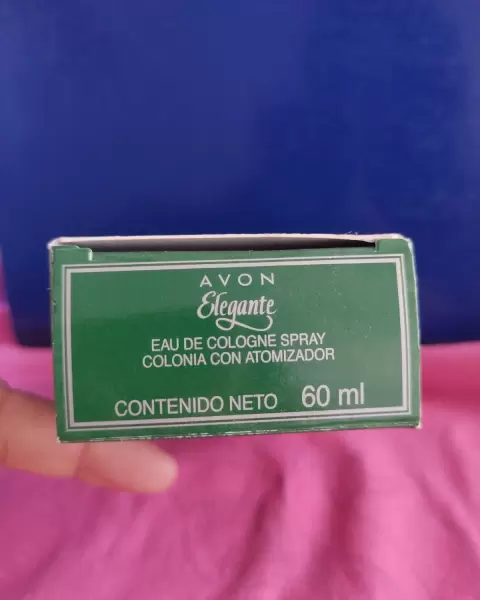 AVON
Elegante
EAU DE COLOGNE SPRAY
COLONIA CON ATOMIZADOR
CONTENIDO NETO 60 ml